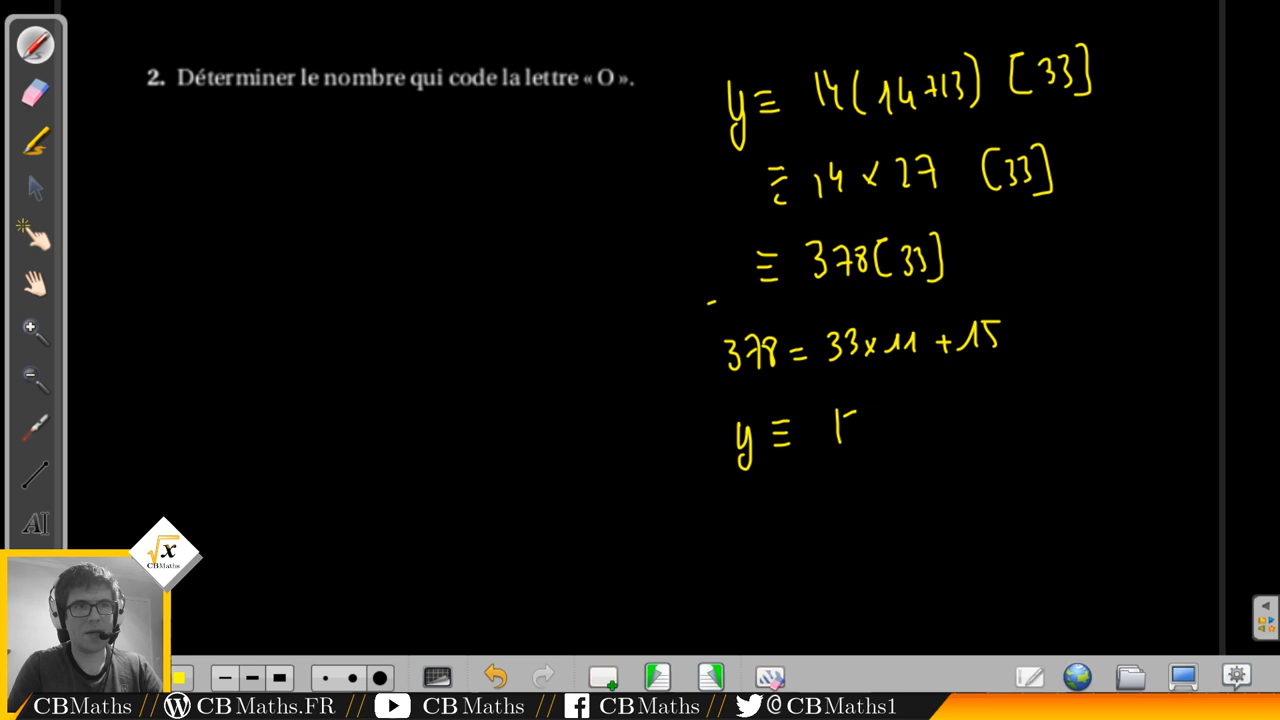 2. Déterminer le nombre qui code la lettre « O ».
y ≡ 14(14+13) [33]
≡ 14 × 27 [33]
≡ 378[33]
378 = 33×11 + 15
y ≡
AI
√x
CBMaths
CBMaths // CBMaths.FR // CBMaths // CBMaths // @CBMaths1